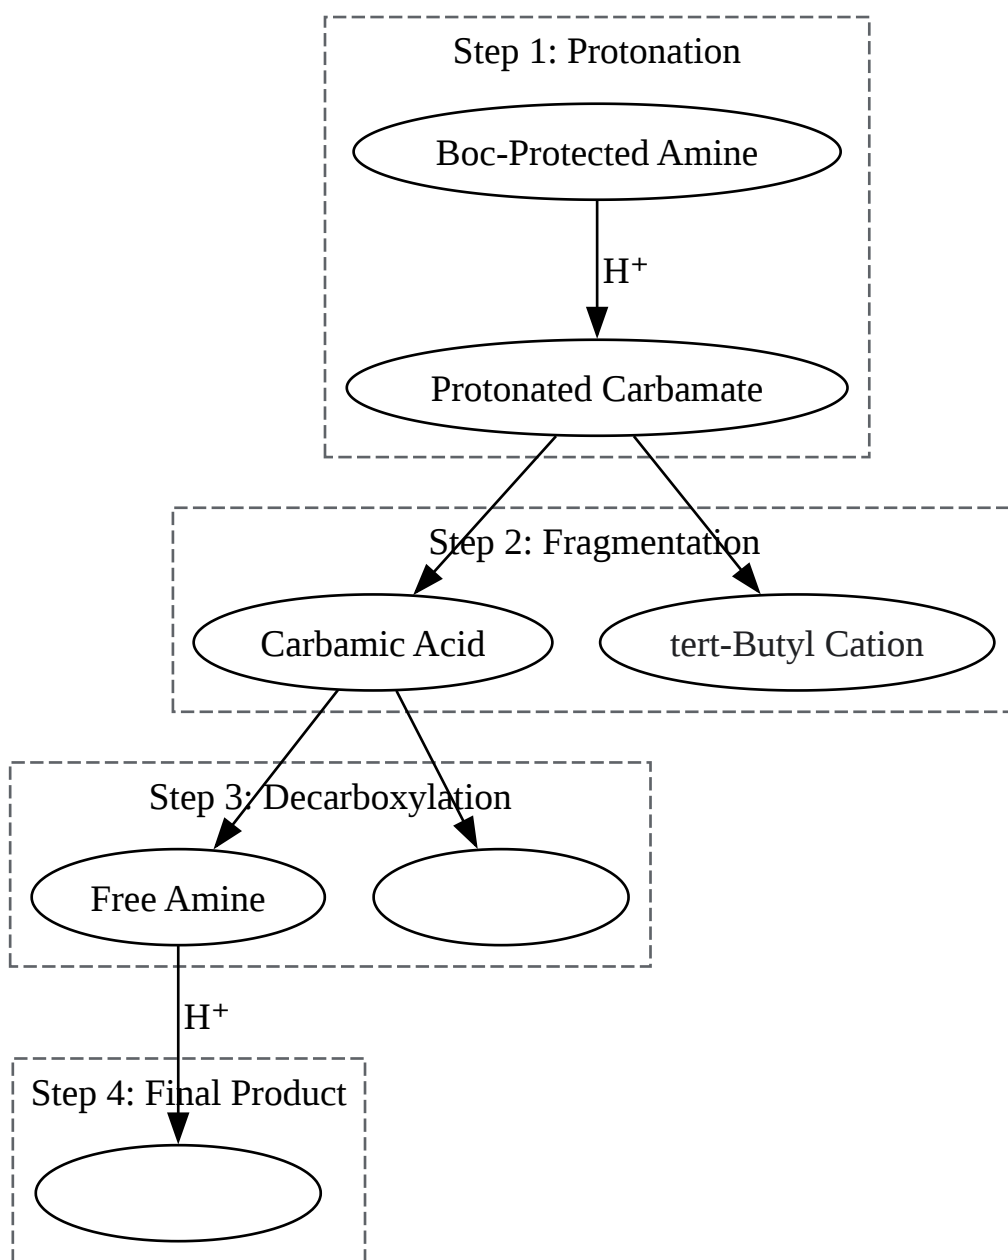 Step 1: Protonation
Boc-Protected Amine
H⁺
Protonated Carbamate
Step 2: Fragmentation
Carbamic Acid
tert-Butyl Cation
Step 3: Decarboxylation
Free Amine
H⁺
Step 4: Final Product